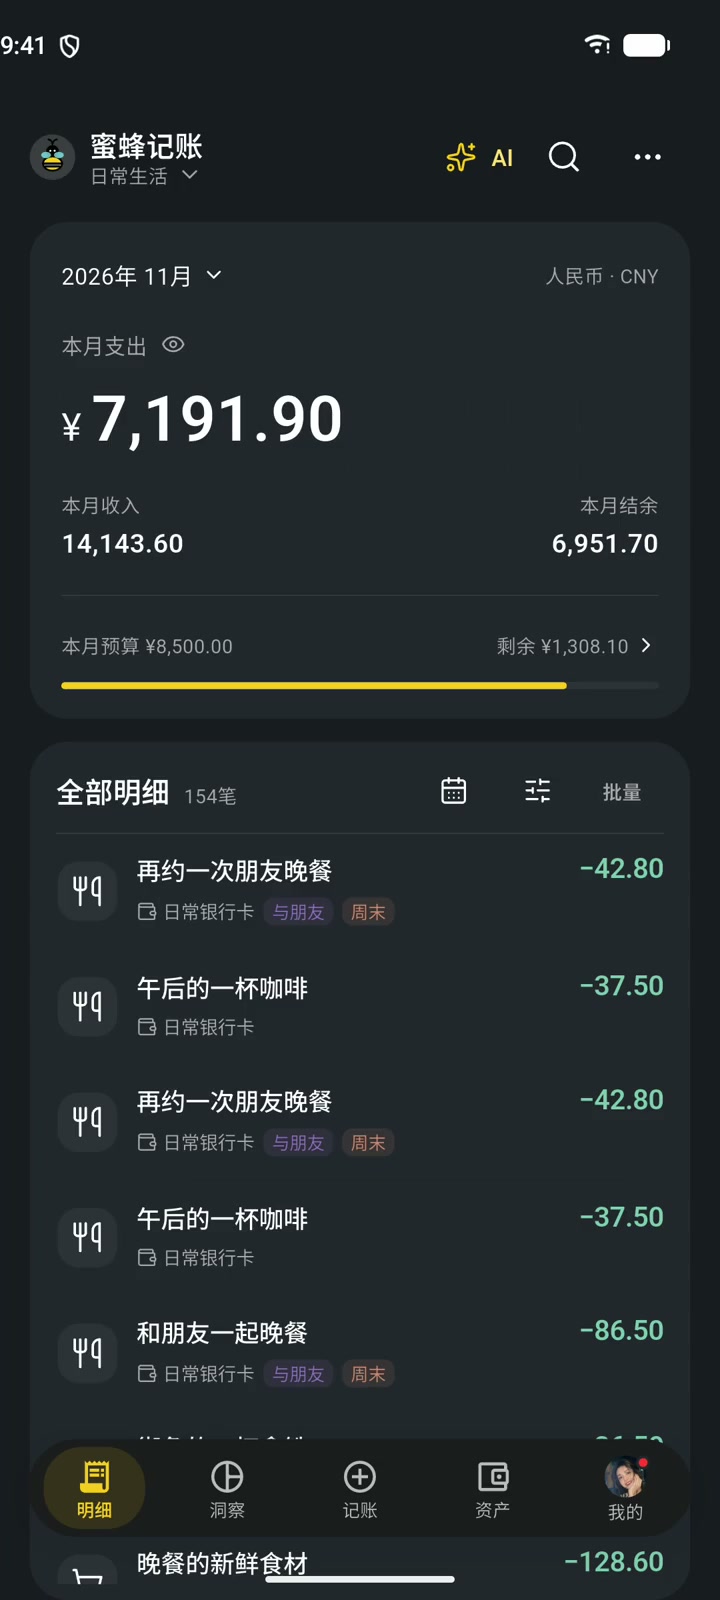 9:41
蜜蜂记账
日常生活
AI
2026年 11月
人民币 · CNY
本月支出
¥ 7,191.90
本月收入
本月结余
14,143.60
6,951.70
本月预算 ¥8,500.00
剩余 ¥1,308.10
全部明细 154笔
批量
再约一次朋友晚餐
−42.80
日常银行卡 与朋友 周末
午后的一杯咖啡
−37.50
日常银行卡
再约一次朋友晚餐
−42.80
日常银行卡 与朋友 周末
午后的一杯咖啡
−37.50
日常银行卡
和朋友一起晚餐
−86.50
日常银行卡 与朋友 周末
明细
洞察
记账
资产
我的
晚餐的新鲜食材
−128.60